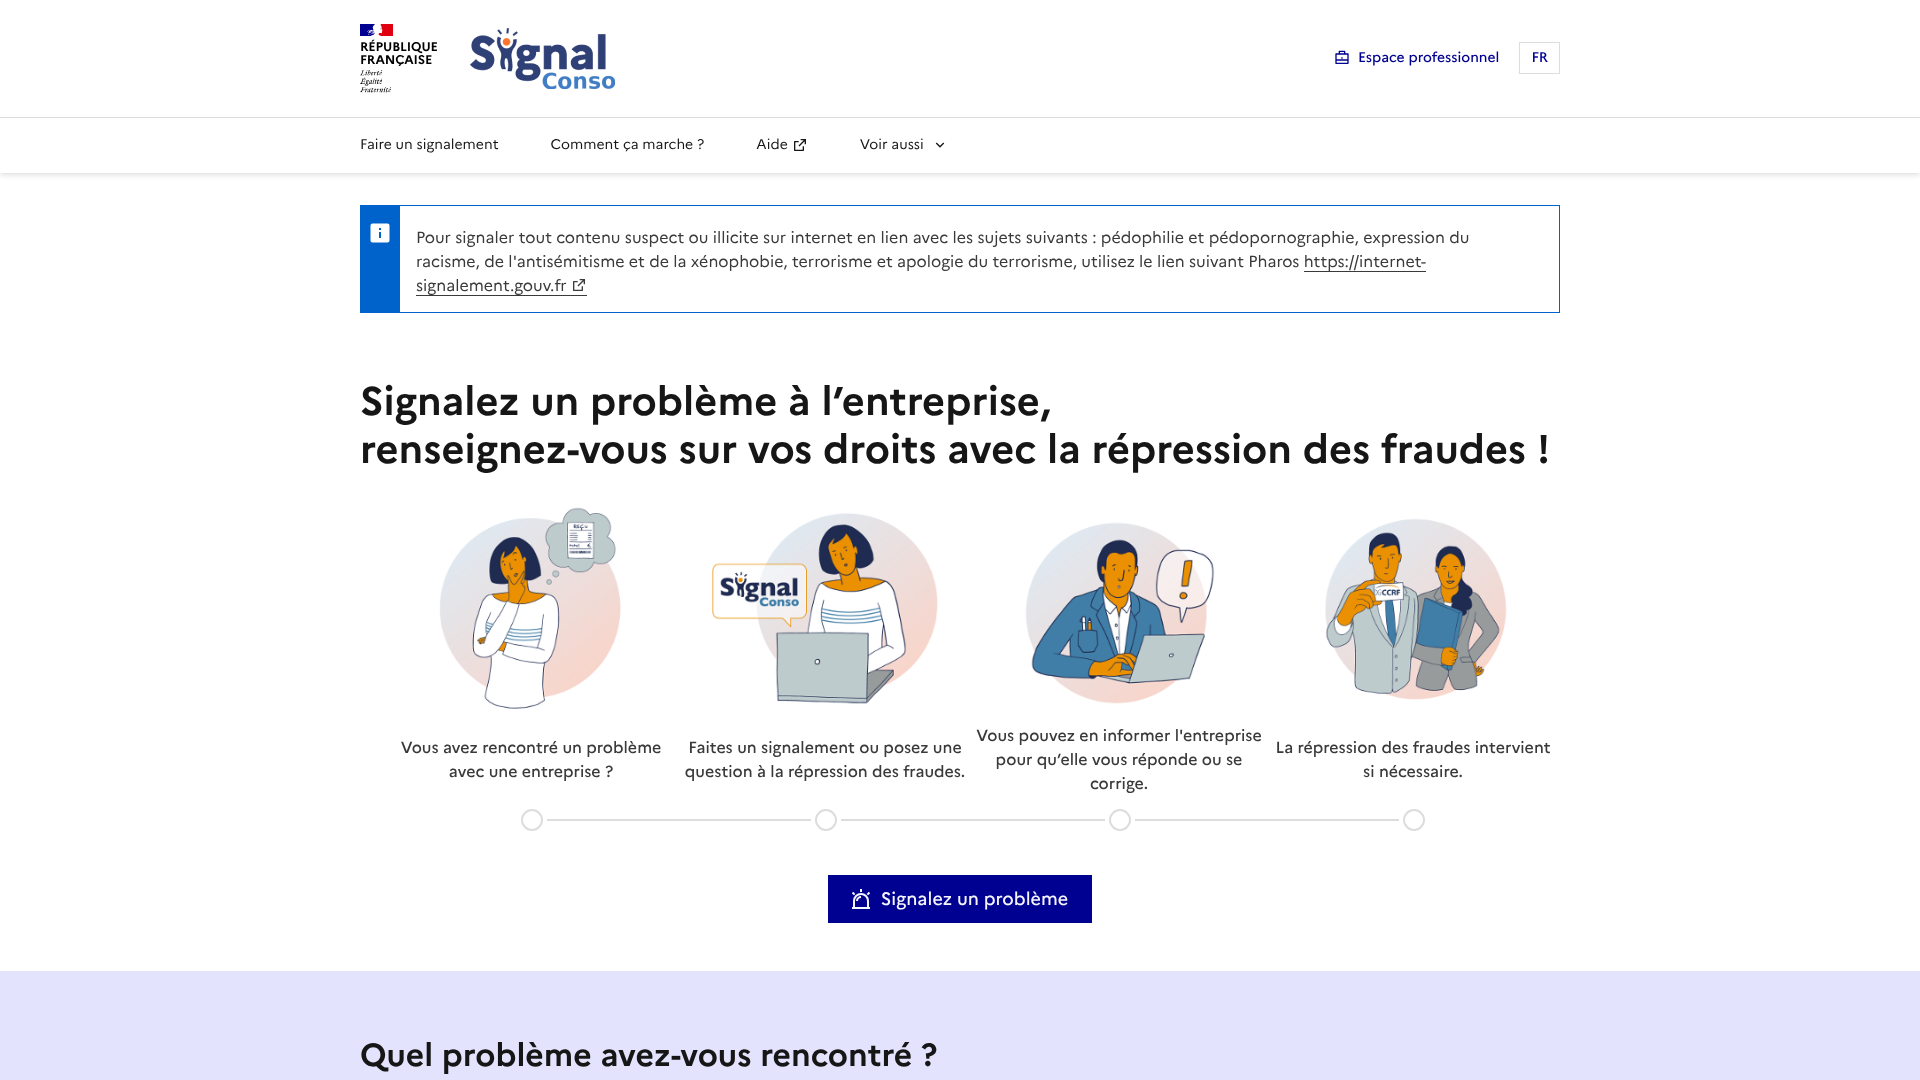 RÉPUBLIQUE
FRANÇAISE
Liberté
Égalité
Fraternité
Signal
Conso
Espace professionnel
FR
Faire un signalement
Comment ça marche ?
Aide
Voir aussi
Pour signaler tout contenu suspect ou illicite sur internet en lien avec les sujets suivants : pédophilie et pédopornographie, expression du
racisme, de l'antisémitisme et de la xénophobie, terrorisme et apologie du terrorisme, utilisez le lien suivant Pharos https://internet-
signalement.gouv.fr
Signalez un problème à l’entreprise,
renseignez-vous sur vos droits avec la répression des fraudes !
Signal
Conso
!
CCRF
Vous avez rencontré un problème
avec une entreprise ?
Faites un signalement ou posez une
question à la répression des fraudes.
Vous pouvez en informer l'entreprise
pour qu’elle vous réponde ou se
corrige.
La répression des fraudes intervient
si nécessaire.
Signalez un problème
Quel problème avez-vous rencontré ?